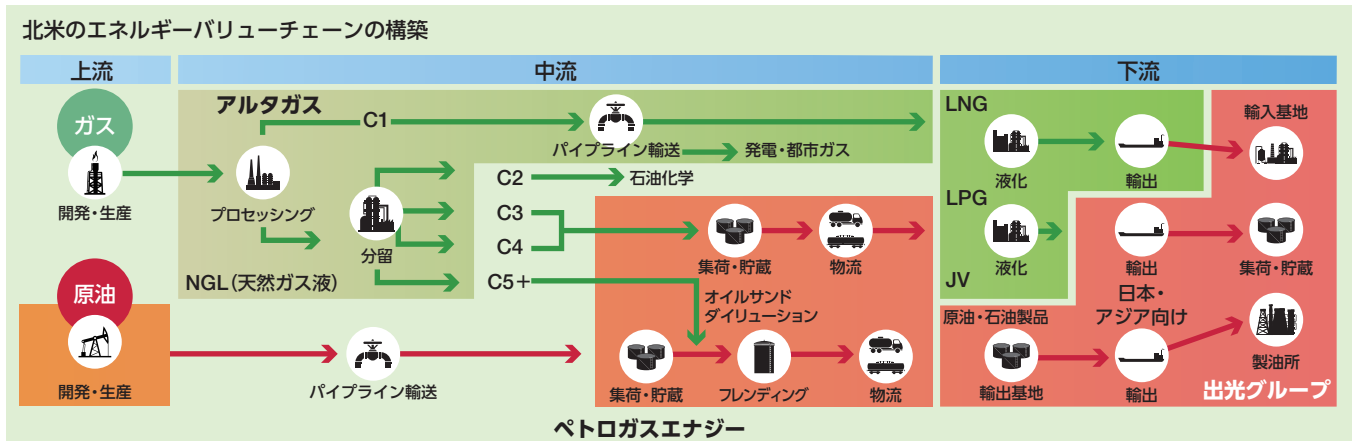 北米のエネルギーバリューチェーンの構築
上流
中流
下流
ガス
開発・生産
アルタガス
C1
パイプライン輸送
発電・都市ガス
プロセッシング
分留
NGL(天然ガス液)
C2
石油化学
C3
C4
C5+
集荷・貯蔵
物流
オイルサンド
ダイリューション
LNG
液化
輸出
輸入基地
LPG
液化
JV
輸出
集荷・貯蔵
日本・
アジア向け
原油
開発・生産
パイプライン輸送
集荷・貯蔵
フレンディング
物流
原油・石油製品
輸出基地
輸出
製油所
出光グループ
ペトロガスエナジー